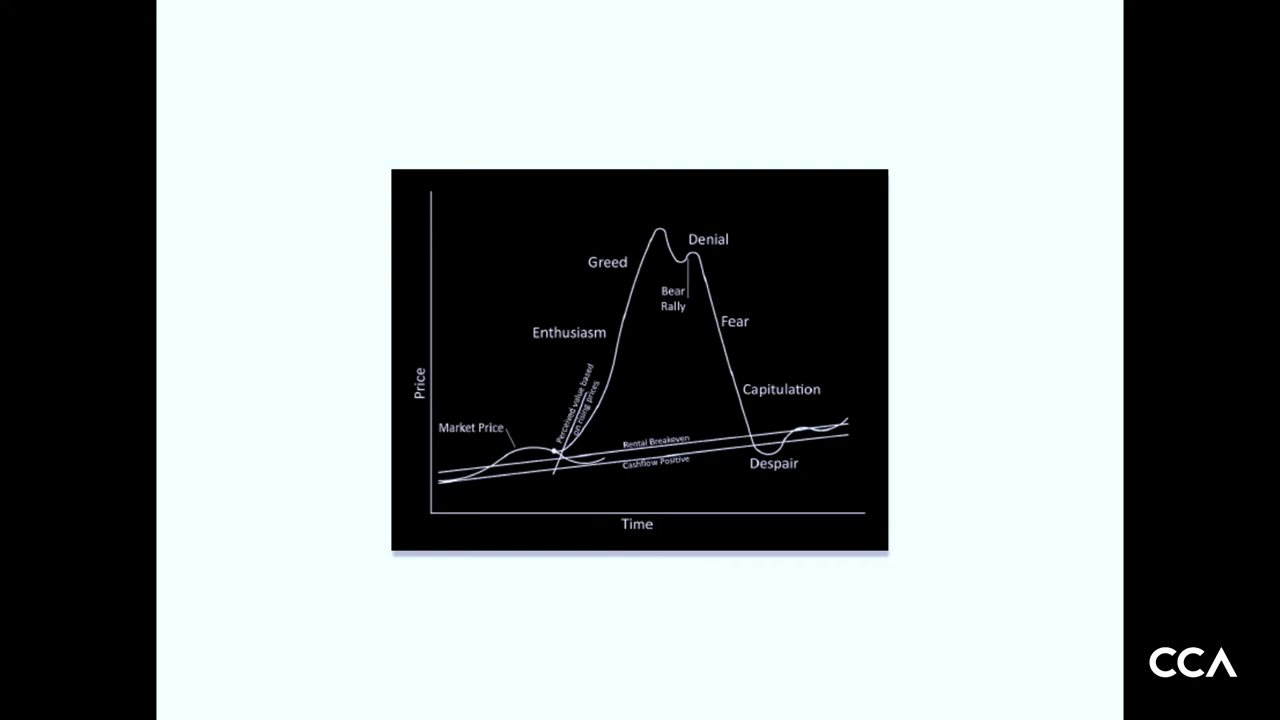 Denial
Greed
Bear
Rally
Fear
Enthusiasm
Price
Perceived value based
on rising prices
Capitulation
Market Price
Rental Breakeven
Cashflow Positive
Despair
Time
CCA